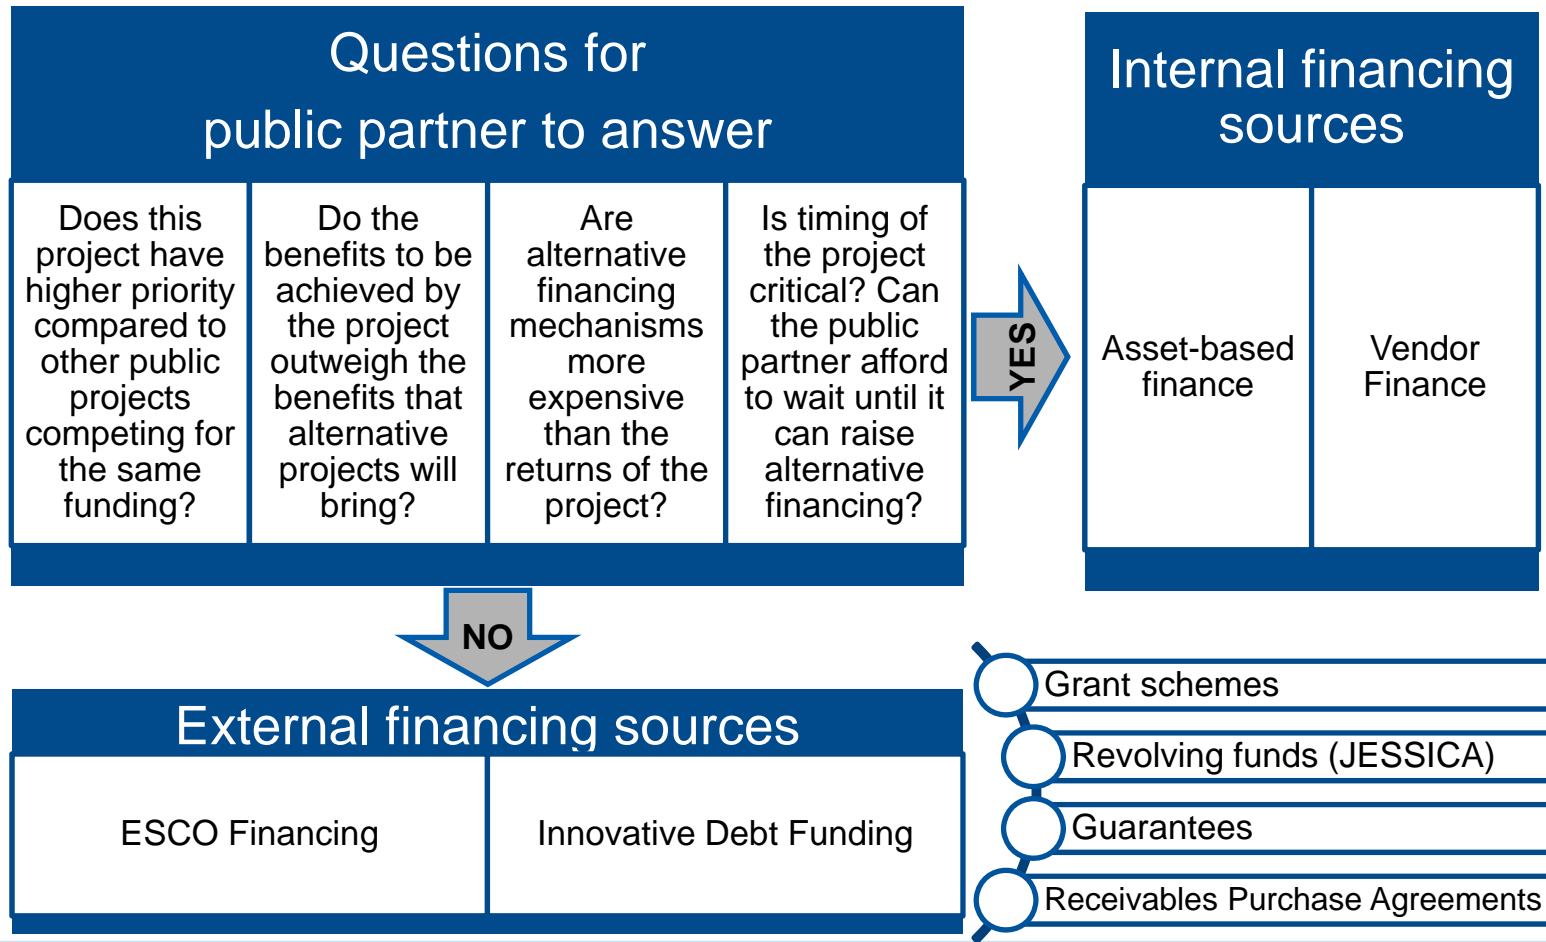 Questions for
public partner to answer
Does this
project have
higher priority
compared to
other public
projects
competing for
the same
funding?
Do the
benefits to be
achieved by
the project
outweigh the
benefits that
alternative
projects will
bring?
Are
alternative
financing
mechanisms
more
expensive
than the
returns of the
project?
Is timing of
the project
critical? Can
the public
partner afford
to wait until it
can raise
alternative
financing?
YES
Internal financing
sources
Asset-based
finance
Vendor
Finance
NO
External financing sources
ESCO Financing
Innovative Debt Funding
Grant schemes
Revolving funds (JESSICA)
Guarantees
Receivables Purchase Agreements